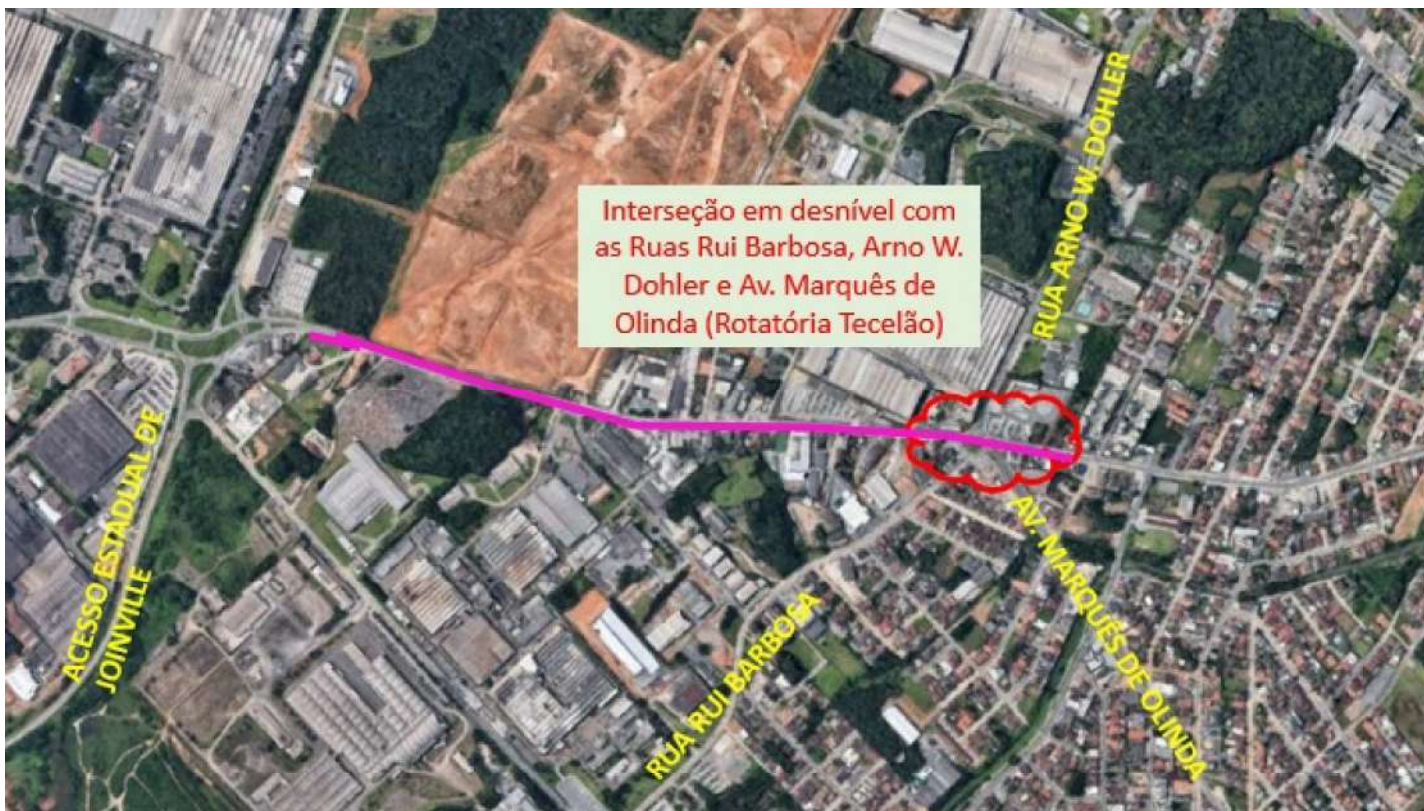 RUA ARNO W. DOHLER
Interseção em desnível com
as Ruas Rui Barbosa, Arno W.
Dohler e Av. Marquês de
Olinda (Rotatória Tecelão)
ACESSO ESTADUAL DE
JOINVILLE
RUA RUI BARBOSA
AV. MARQUÊS DE OLINDA